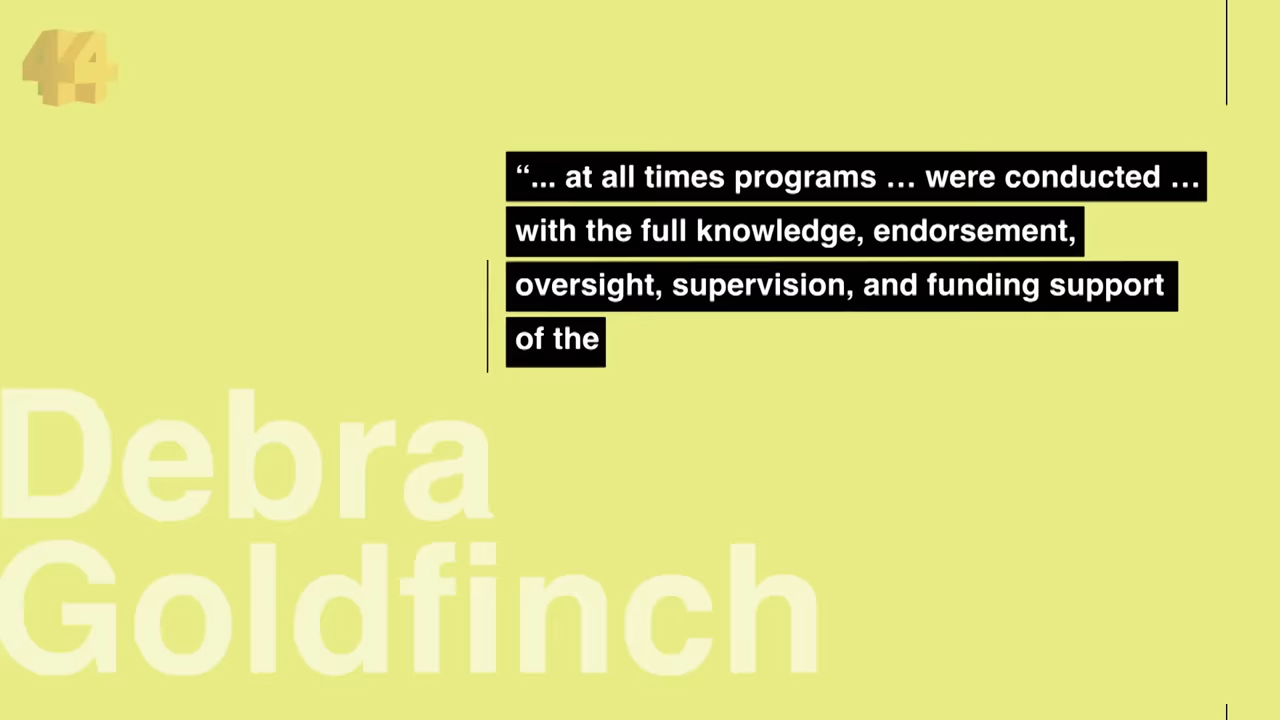 44
“... at all times programs … were conducted …
with the full knowledge, endorsement,
oversight, supervision, and funding support
of the
Debra
Goldfinch